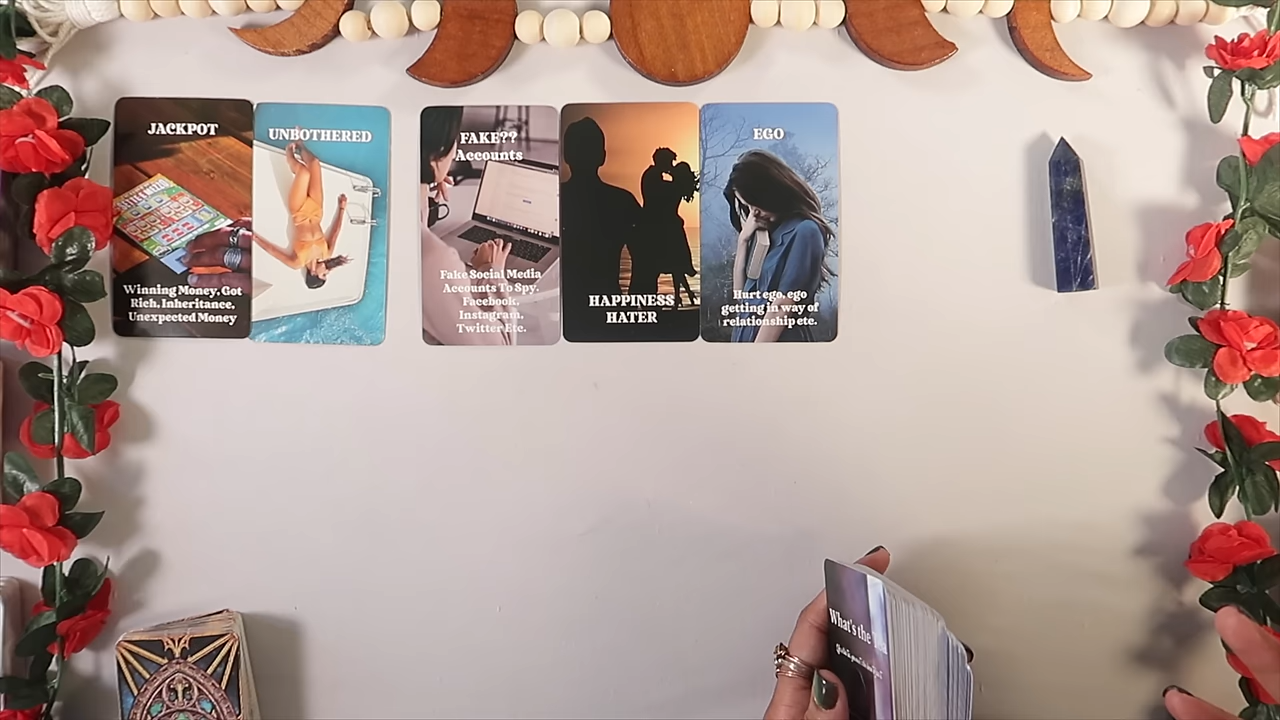 JACKPOT
Winning Money, Got
Rich, Inheritance,
Unexpected Money
UNBOTHERED
FAKE??
Accounts
Fake Social Media
Accounts To Spy.
Facebook,
Instagram,
Twitter Etc.
HAPPINESS
HATER
EGO
Hurt ego, ego
getting in way of
relationship etc.
What's the